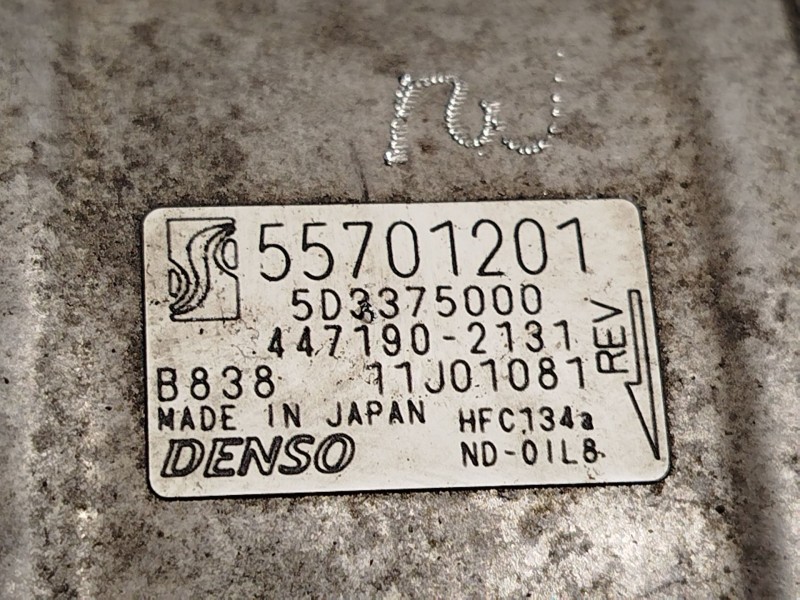 55701201
5D3375000
447190-2131
REV
B838 11J01081
MADE IN JAPAN HFC134a
DENSO ND-OIL8